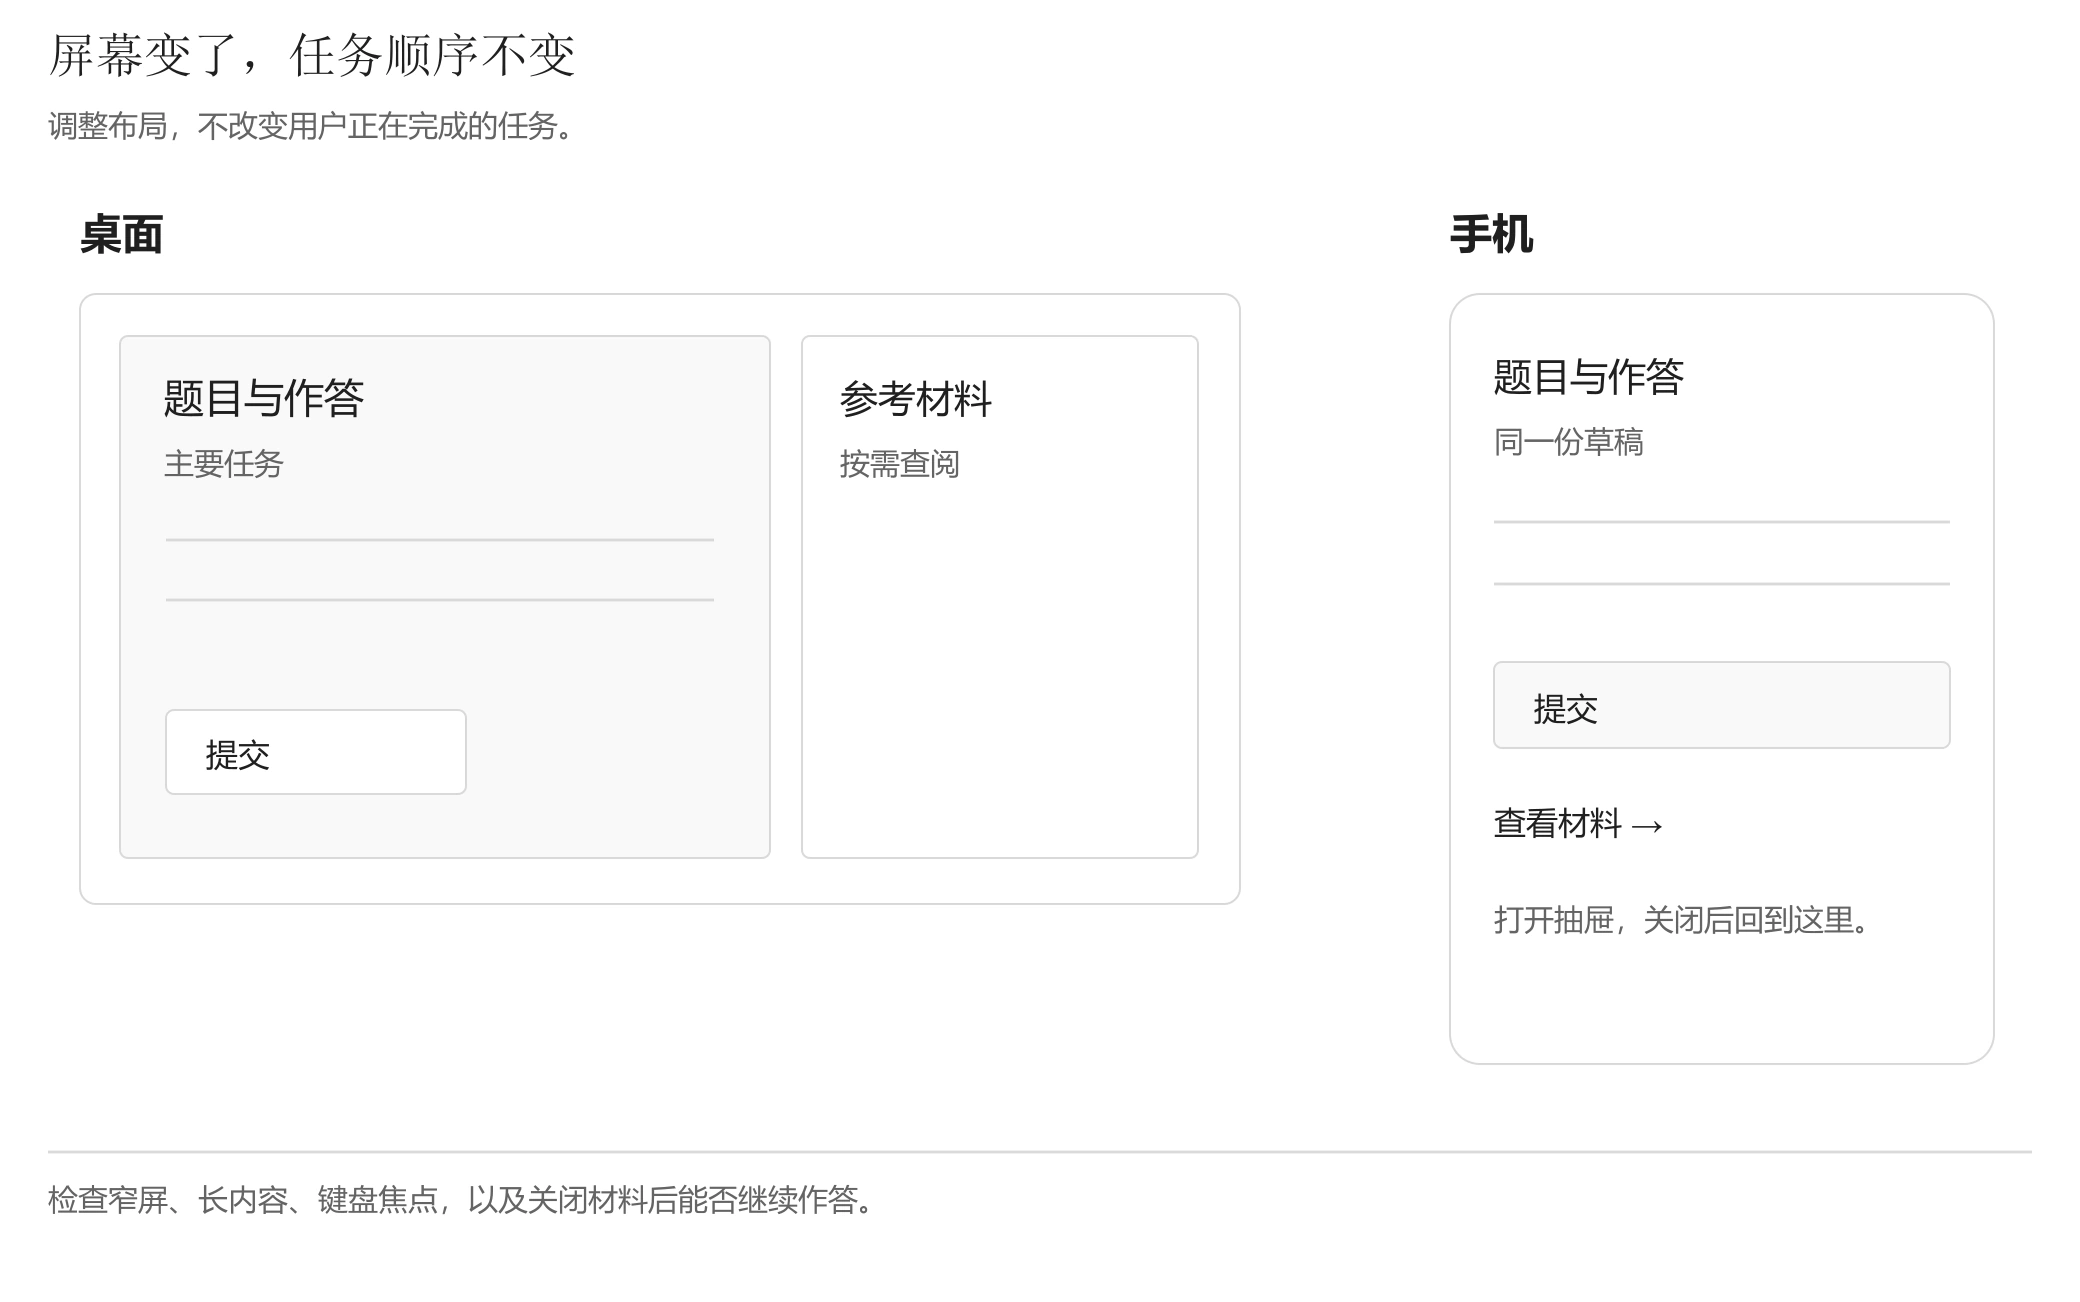 屏幕变了，任务顺序不变
调整布局，不改变用户正在完成的任务。
桌面
题目与作答
主要任务
提交
参考材料
按需查阅
手机
题目与作答
同一份草稿
提交
查看材料 →
打开抽屉，关闭后回到这里。
检查窄屏、长内容、键盘焦点，以及关闭材料后能否继续作答。